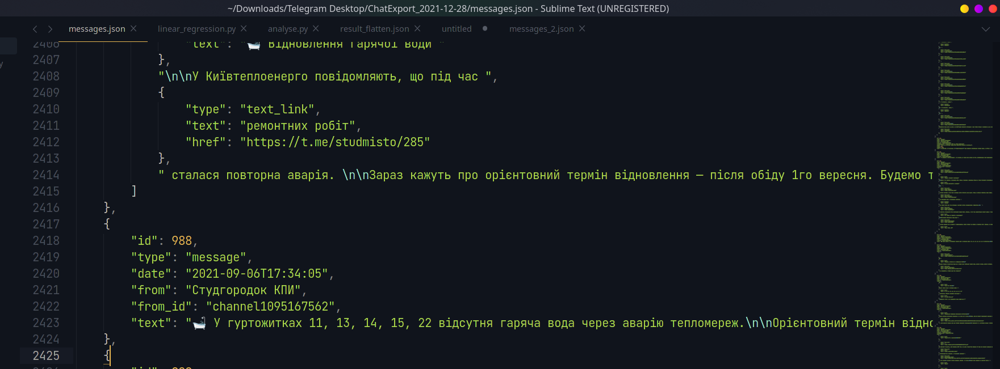 ~/Downloads/Telegram Desktop/ChatExport_2021-12-28/messages.json - Sublime Text (UNREGISTERED)
messages.json linear_regression.py analyse.py result_flatten.json untitled messages_2.json
2406 "text": "🛁 Відновлення гарячої води "
2407 },
2408 "\n\nУ Київтеплоенерго повідомляють, що під час ",
2409 {
2410 "type": "text_link",
2411 "text": "ремонтних робіт",
2412 "href": "https://t.me/studmisto/285"
2413 },
2414 " сталася повторна аварія. \n\nЗараз кажуть про орієнтовний термін відновлення — після обіду 1го вересня. Будемо т
2415 ]
2416 },
2417 {
2418 "id": 988,
2419 "type": "message",
2420 "date": "2021-09-06T17:34:05",
2421 "from": "Студгородок КПИ",
2422 "from_id": "channel1095167562",
2423 "text": "🛁 У гуртожитках 11, 13, 14, 15, 22 відсутня гаряча вода через аварію тепломереж.\n\nОрієнтовний термін відно
2424 },
2425 {